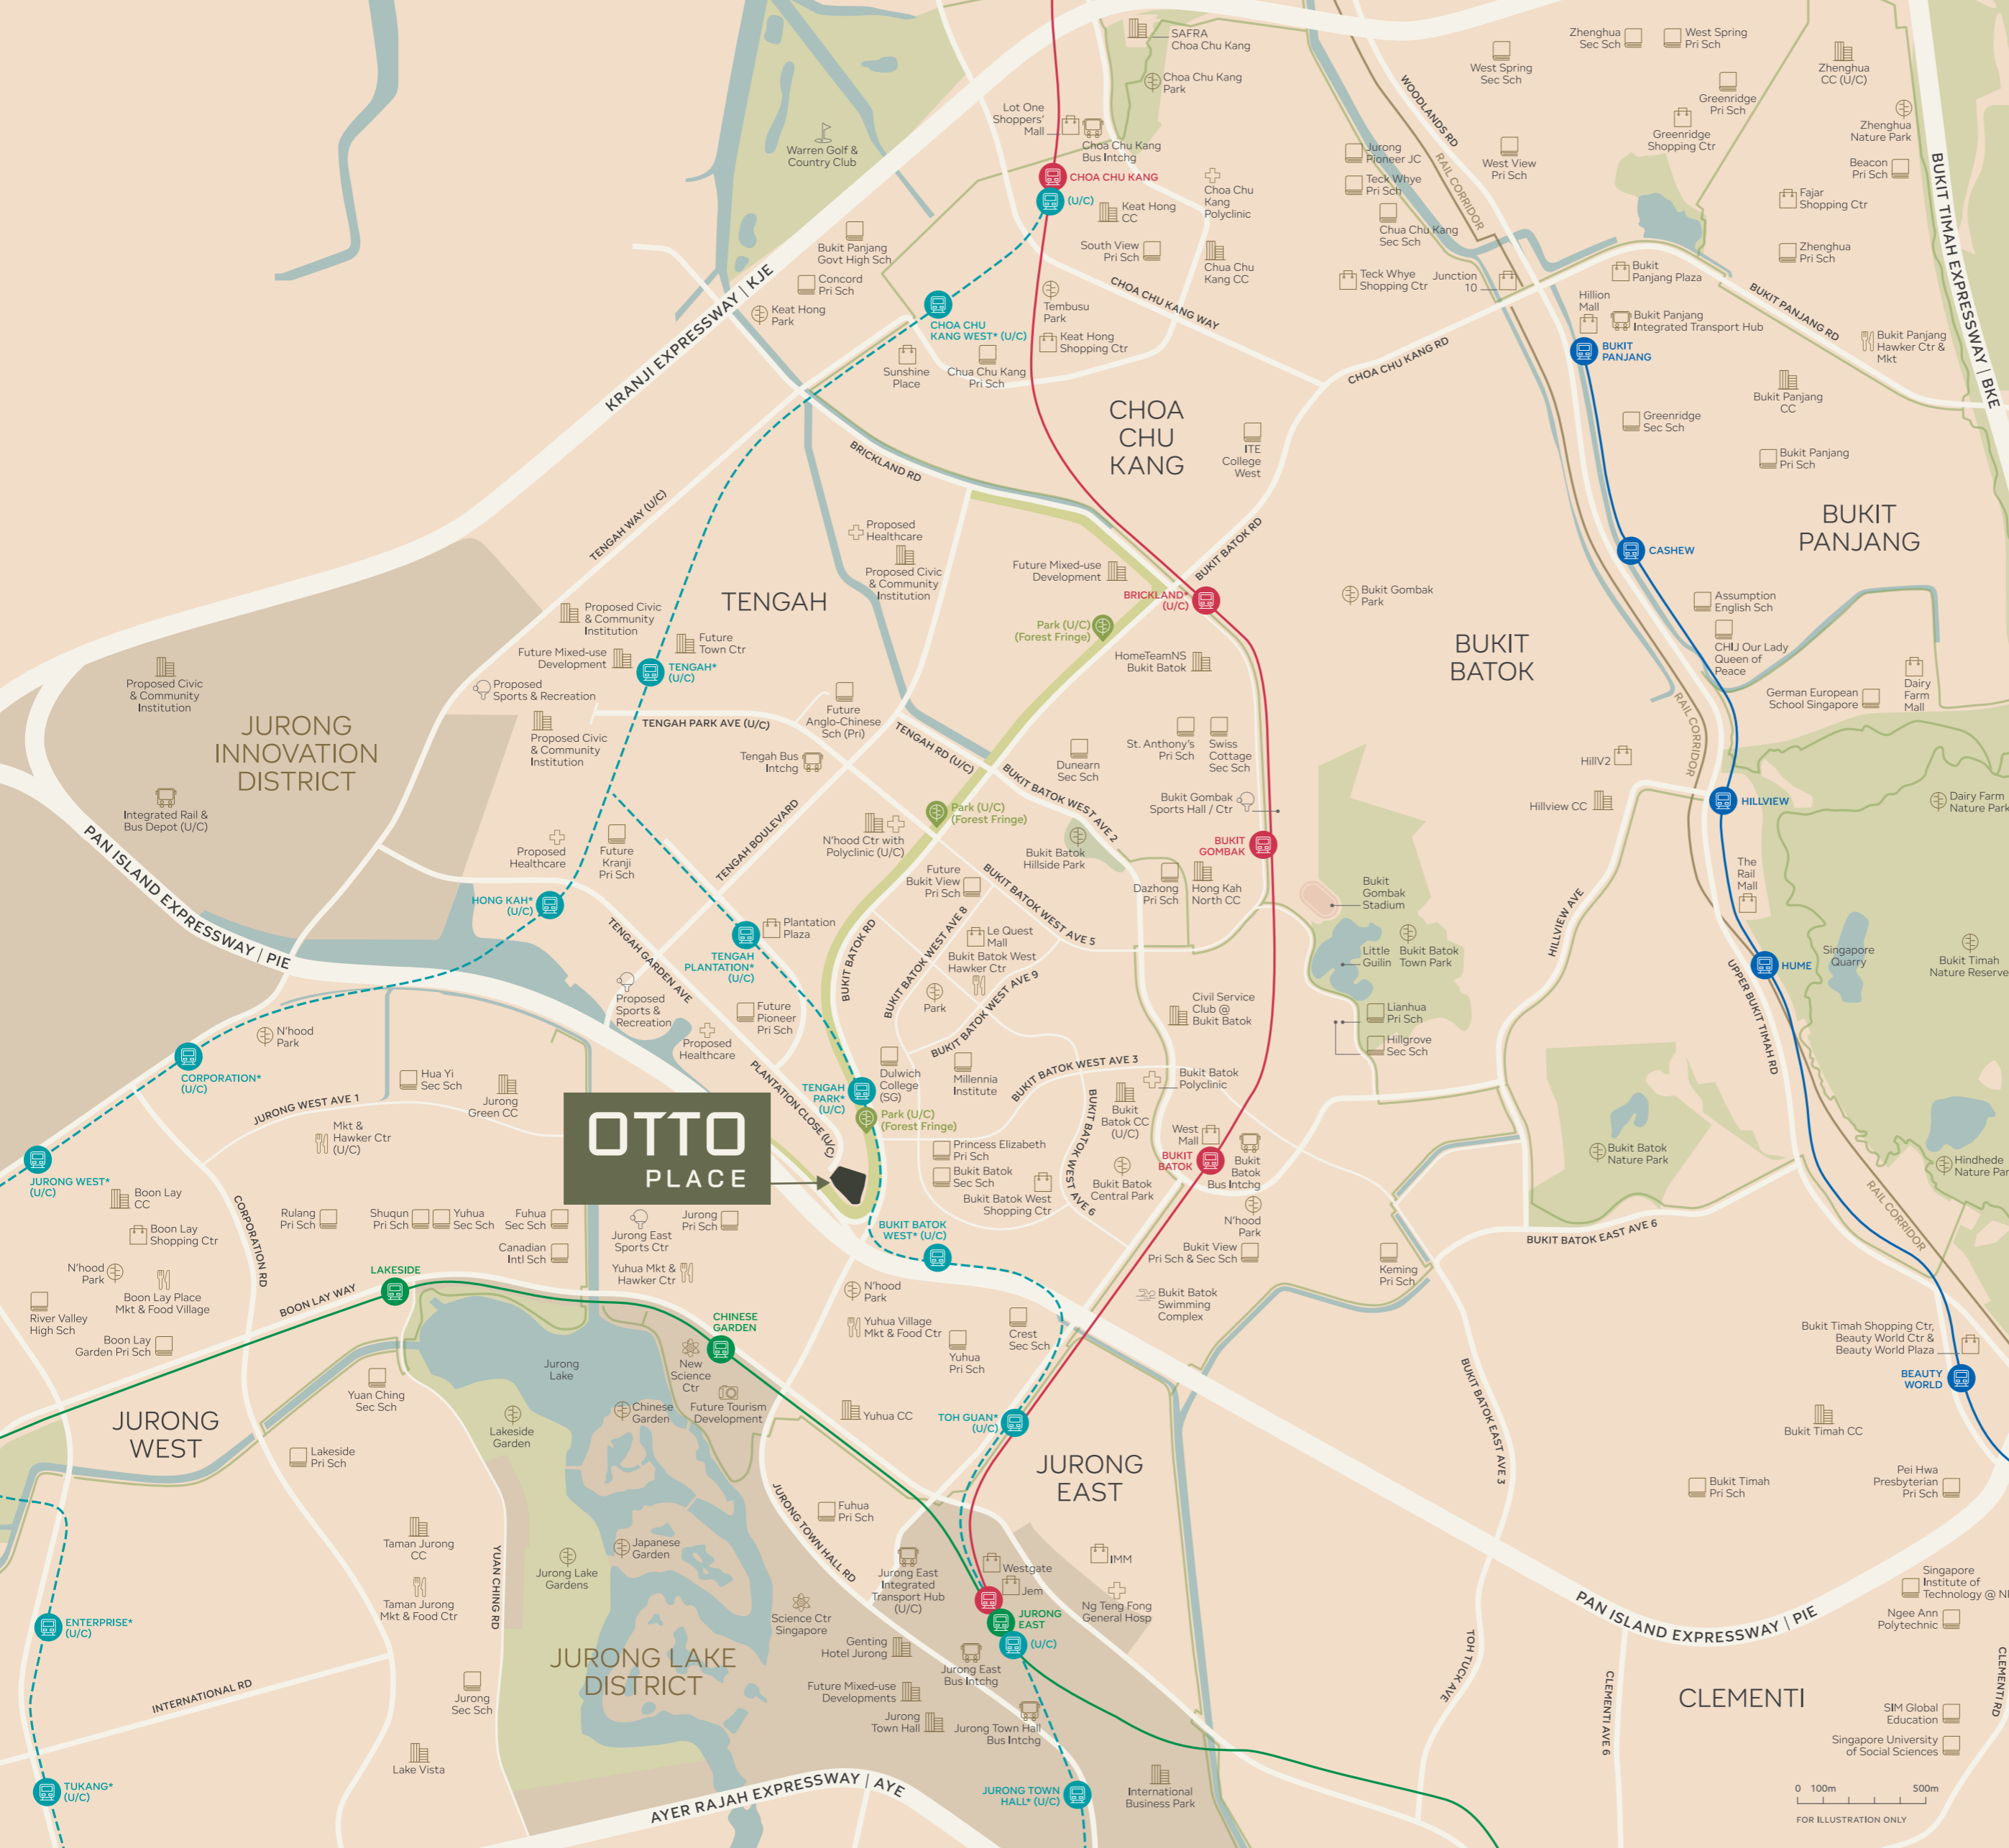 SAFRA
Choa Chu Kang
Choa Chu Kang
Park
Lot One
Shoppers'
Mall
Choa Chu Kang
Bus Intchg
CHOA CHU KANG
(U/C)
Keat Hong
CC
Choa Chu
Kang
Polyclinic
South View
Pri Sch
Chua Chu
Kang CC
Warren Golf &
Country Club
Bukit Panjang
Govt High Sch
Concord
Pri Sch
Keat Hong
Park
KRANJI EXPRESSWAY | KJE
CHOA CHU
KANG WEST* (U/C)
Tembusu
Park
Keat Hong
Shopping Ctr
Sunshine
Place
Chua Chu Kang
Pri Sch
CHOA CHU KANG WAY
CHOA CHU KANG RD
CHOA
CHU
KANG
ITE
College
West
WOODLANDS RD
RAIL CORRIDOR
Jurong
Pioneer JC
Teck Whye
Pri Sch
Chua Chu Kang
Sec Sch
Teck Whye
Shopping Ctr
Junction
10
West Spring
Sec Sch
Zhenghua
Sec Sch
West Spring
Pri Sch
Zhenghua
CC (U/C)
Greenridge
Pri Sch
Greenridge
Shopping Ctr
West View
Pri Sch
Zhenghua
Nature Park
Beacon
Pri Sch
Fajar
Shopping Ctr
Zhenghua
Pri Sch
BUKIT TIMAH EXPRESSWAY | BKE
Bukit
Panjang Plaza
Hillion
Mall
Bukit Panjang
Integrated Transport Hub
BUKIT
PANJANG
BUKIT PANJANG RD
Bukit Panjang
Hawker Ctr &
Mkt
Bukit Panjang
CC
Greenridge
Sec Sch
Bukit Panjang
Pri Sch
BUKIT
PANJANG
CASHEW
Assumption
English Sch
CHIJ Our Lady
Queen of
Peace
German European
School Singapore
Dairy
Farm
Mall
BRICKLAND RD
TENGAH WAY (U/C)
Proposed
Healthcare
Proposed Civic
& Community
Institution
Future Mixed-use
Development
BUKIT BATOK RD
BRICKLAND*
(U/C)
Park (U/C)
(Forest Fringe)
HomeTeamNS
Bukit Batok
Bukit Gombak
Park
BUKIT
BATOK
TENGAH
Proposed Civic
& Community
Institution
Future
Town Ctr
Future Mixed-use
Development
TENGAH*
(U/C)
Proposed
Sports & Recreation
Proposed Civic
& Community
Institution
TENGAH PARK AVE (U/C)
Future
Anglo-Chinese
Sch (Pri)
Tengah Bus
Intchg
TENGAH RD (U/C)
Proposed Civic
& Community
Institution
JURONG
INNOVATION
DISTRICT
Integrated Rail &
Bus Depot (U/C)
PAN ISLAND EXPRESSWAY | PIE
Proposed
Healthcare
Future
Kranji
Pri Sch
HONG KAH*
(U/C)
TENGAH BOULEVARD
N'hood Ctr with
Polyclinic (U/C)
Park (U/C)
(Forest Fringe)
BUKIT BATOK WEST AVE 2
Dunearn
Sec Sch
St. Anthony's
Pri Sch
Swiss
Cottage
Sec Sch
Bukit Gombak
Sports Hall / Ctr
BUKIT
GOMBAK
Bukit Batok
Hillside Park
Dazhong
Pri Sch
Hong Kah
North CC
Bukit
Gombak
Stadium
Little
Guilin
Bukit Batok
Town Park
HillV2
Hillview CC
RAIL CORRIDOR
HILLVIEW
Dairy Farm
Nature Park
The
Rail
Mall
HILLVIEW AVE
HUME
Singapore
Quarry
Bukit Timah
Nature Reserve
UPPER BUKIT TIMAH RD
Future
Bukit View
Pri Sch
BUKIT BATOK WEST AVE 5
BUKIT BATOK WEST AVE 8
Le Quest
Mall
Bukit Batok West
Hawker Ctr
Park
BUKIT BATOK WEST AVE 9
BUKIT BATOK RD
Plantation
Plaza
TENGAH
PLANTATION*
(U/C)
TENGAH GARDEN AVE
Proposed
Sports &
Recreation
Proposed
Healthcare
Future
Pioneer
Pri Sch
PLANTATION CLOSE (U/C)
TENGAH
PARK*
(U/C)
Dulwich
College
(SG)
Park (U/C)
(Forest Fringe)
Millennia
Institute
BUKIT BATOK WEST AVE 3
Civil Service
Club @
Bukit Batok
Lianhua
Pri Sch
Hillgrove
Sec Sch
Bukit Batok
Polyclinic
BUKIT BATOK WEST AVE 6
Bukit
Batok CC
(U/C)
West
Mall
BUKIT
BATOK
Bukit
Batok
Bus Intchg
Bukit Batok
Central Park
Princess Elizabeth
Pri Sch
Bukit Batok
Sec Sch
Bukit Batok West
Shopping Ctr
N'hood
Park
Bukit View
Pri Sch & Sec Sch
Keming
Pri Sch
Bukit Batok
Nature Park
Hindhede
Nature Par
RAIL CORRIDOR
BUKIT BATOK EAST AVE 6
N'hood
Park
CORPORATION*
(U/C)
Hua Yi
Sec Sch
Jurong
Green CC
JURONG WEST AVE 1
Mkt &
Hawker Ctr
(U/C)
OTTO
PLACE
JURONG WEST*
(U/C)
Boon Lay
CC
Boon Lay
Shopping Ctr
N'hood
Park
Boon Lay Place
Mkt & Food Village
River Valley
High Sch
Boon Lay
Garden Pri Sch
CORPORATION RD
Rulang
Pri Sch
Shuqun
Pri Sch
Yuhua
Sec Sch
Fuhua
Sec Sch
Canadian
Intl Sch
Jurong East
Sports Ctr
Jurong
Pri Sch
Yuhua Mkt &
Hawker Ctr
BUKIT BATOK
WEST* (U/C)
LAKESIDE
BOON LAY WAY
CHINESE
GARDEN
N'hood
Park
Yuhua Village
Mkt & Food Ctr
Yuhua
Pri Sch
Crest
Sec Sch
Bukit Batok
Swimming
Complex
Jurong
Lake
New
Science
Ctr
Future Tourism
Development
Chinese
Garden
Yuan Ching
Sec Sch
Lakeside
Garden
JURONG
WEST
Lakeside
Pri Sch
Yuhua CC
TOH GUAN*
(U/C)
JURONG
EAST
BUKIT BATOK EAST AVE 3
Bukit Timah Shopping Ctr,
Beauty World Ctr &
Beauty World Plaza
BEAUTY
WORLD
Bukit Timah CC
Bukit Timah
Pri Sch
Pei Hwa
Presbyterian
Pri Sch
Taman Jurong
CC
Taman Jurong
Mkt & Food Ctr
YUAN CHING RD
Jurong Lake
Gardens
Japanese
Garden
JURONG TOWN HALL RD
Fuhua
Pri Sch
Jurong East
Integrated
Transport Hub
(U/C)
Westgate
Jem
IMM
Ng Teng Fong
General Hosp
JURONG
EAST
(U/C)
Science Ctr
Singapore
Genting
Hotel Jurong
Jurong East
Bus Intchg
JURONG LAKE
DISTRICT
Future Mixed-use
Developments
Jurong
Town Hall
Jurong Town Hall
Bus Intchg
ENTERPRISE*
(U/C)
INTERNATIONAL RD
Jurong
Sec Sch
Lake Vista
TUKANG*
(U/C)
AYER RAJAH EXPRESSWAY | AYE
JURONG TOWN
HALL* (U/C)
International
Business Park
TOH TUCK AVE
PAN ISLAND EXPRESSWAY | PIE
CLEMENTI AVE 6
CLEMENTI
CLEMENTI RD
Singapore
Institute of
Technology @ N
Ngee Ann
Polytechnic
SIM Global
Education
Singapore University
of Social Sciences
0 100m 500m
FOR ILLUSTRATION ONLY